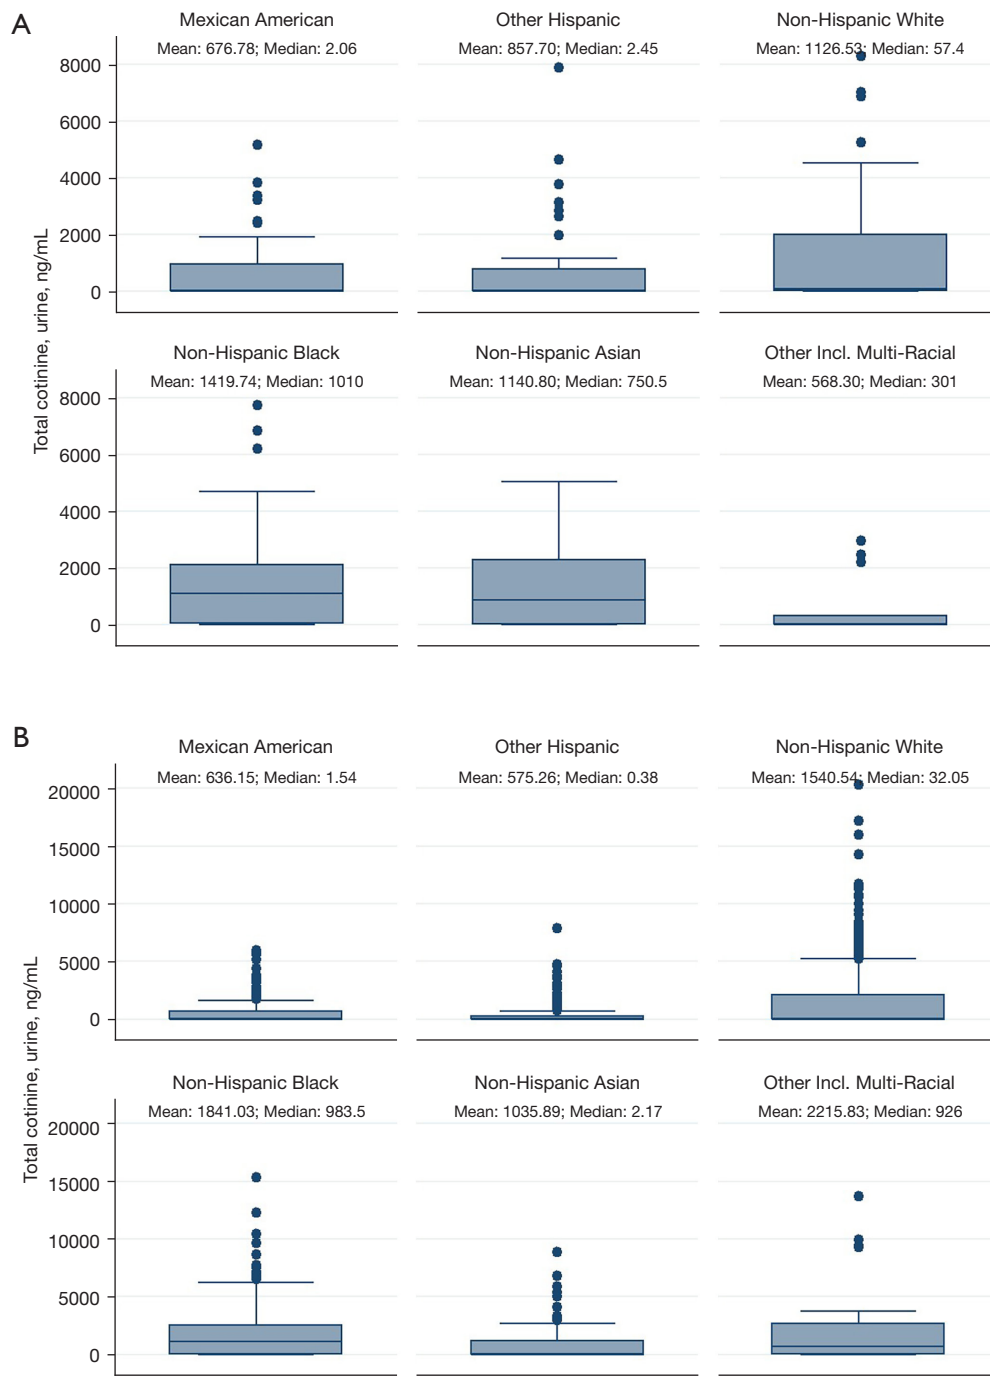 A
Mexican American
Mean: 676.78; Median: 2.06
Other Hispanic
Mean: 857.70; Median: 2.45
Non-Hispanic White
Mean: 1126.53; Median: 57.4
8000
6000
4000
2000
0
Total cotinine, urine, ng/mL
Non-Hispanic Black
Mean: 1419.74; Median: 1010
Non-Hispanic Asian
Mean: 1140.80; Median: 750.5
Other Incl. Multi-Racial
Mean: 568.30; Median: 301
8000
6000
4000
2000
0
B
Mexican American
Mean: 636.15; Median: 1.54
Other Hispanic
Mean: 575.26; Median: 0.38
Non-Hispanic White
Mean: 1540.54; Median: 32.05
20000
15000
10000
5000
0
Total cotinine, urine, ng/mL
Non-Hispanic Black
Mean: 1841.03; Median: 983.5
Non-Hispanic Asian
Mean: 1035.89; Median: 2.17
Other Incl. Multi-Racial
Mean: 2215.83; Median: 926
20000
15000
10000
5000
0